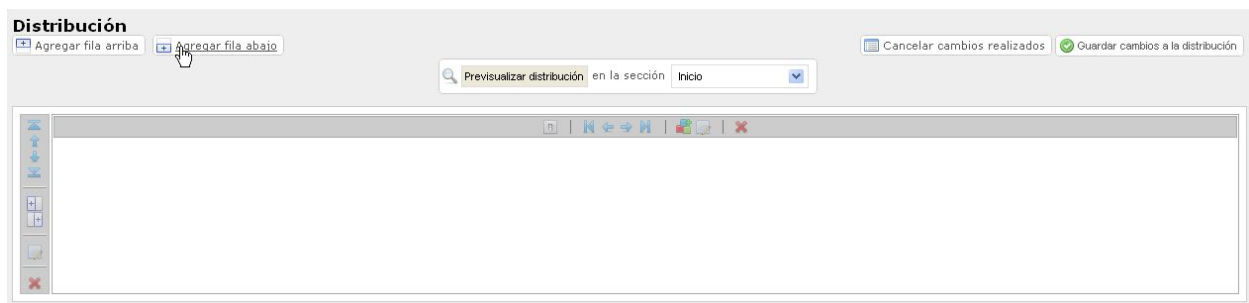 Distribución
Agregar fila arriba Agregar fila abajo Cancelar cambios realizados Guardar cambios a la distribución
Previsualizar distribución en la sección Inicio